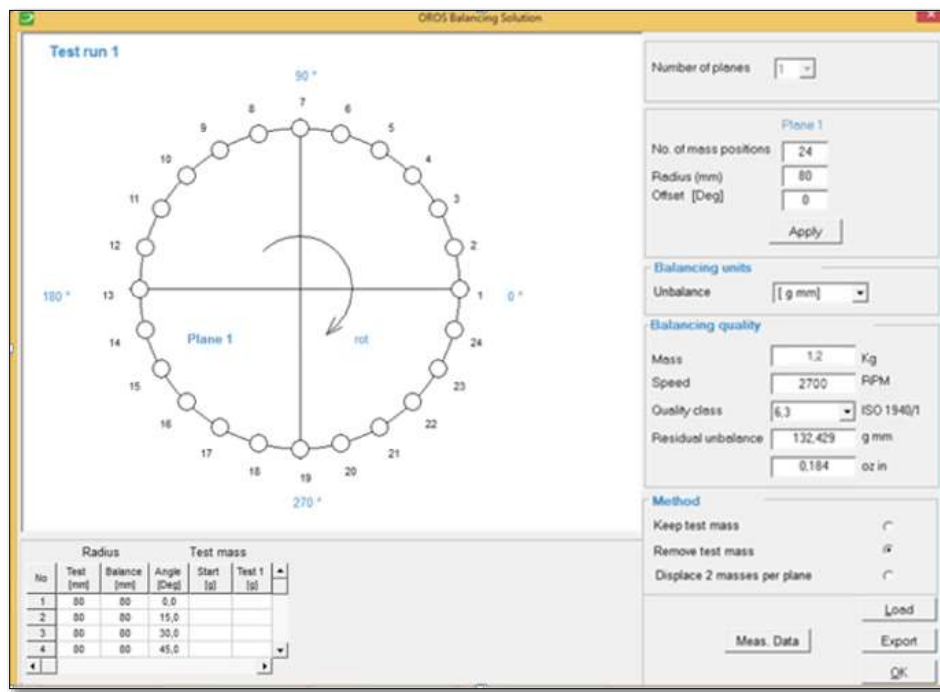 OROS Balancing Solution
Test run 1
90 °
7
8
6
9
5
10
4
11
3
12
2
180 °
13
1
0 °
14
Plane 1
rot
24
15
23
16
22
17
21
18
20
19
270 °
Number of planes 1
Plane 1
No. of mass positions 24
Radius (mm) 80
Offset [Deg] 0
Apply
Balancing units
Unbalance [ g mm]
Balancing quality
Mass 1,2 Kg
Speed 2700 RPM
Quality class 6,3 ISO 1940/1
Residual unbalance 132,429 g mm
0,184 oz in
Method
Keep test mass
Remove test mass
Displace 2 masses per plane
Load
Meas. Data Export
OK
Radius Test mass
No Test [mm] Balance [mm] Angle [Deg] Start [g] Test 1 [g]
1 80 80 0,0
2 80 80 15,0
3 80 80 30,0
4 80 80 45,0